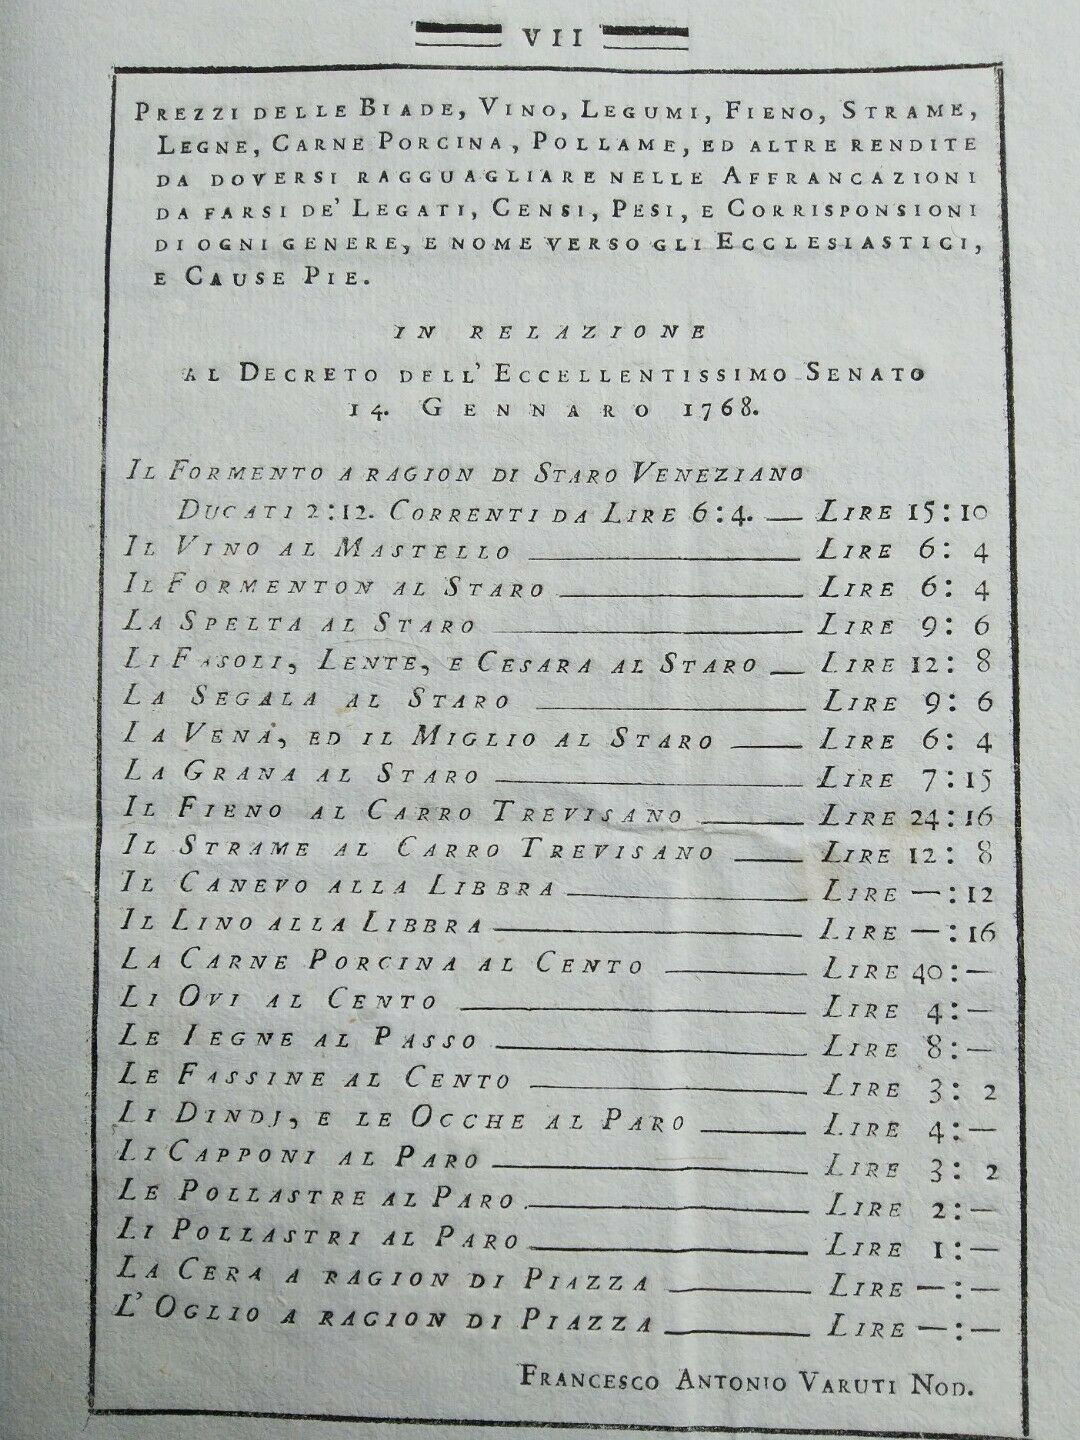 VII
PREZZI DELLE BIADE, VINO, LEGUMI, FIENO, STRAME,
LEGNE, CARNE PORCINA, POLLAME, ED ALTRE RENDITE
DA DOVERSI RAGGUAGLIARE NELLE AFFRANCAZIONI
DA FARSI DE' LEGATI, CENSI, PESI, E CORRISPONSIONI
DI OGNI GENERE, E NOME VERSO GLI ECCLESIASTICI,
E CAUSE PIE.
IN RELAZIONE
AL DECRETO DELL' ECCELLENTISSIMO SENATO
14. GENNARO 1768.
IL FORMENTO A RAGION DI STARO VENEZIANO
DUCATI 2:12. CORRENTI DA LIRE 6:4. — LIRE 15:10
IL VINO AL MASTELLO — LIRE 6: 4
IL FORMENTON AL STARO — LIRE 6: 4
LA SPELTA AL STARO — LIRE 9: 6
LI FASOLI, LENTE, E CESARA AL STARO — LIRE 12: 8
LA SEGALA AL STARO — LIRE 9: 6
LA VENA, ED IL MIGLIO AL STARO — LIRE 6: 4
LA GRANA AL STARO — LIRE 7:15
IL FIENO AL CARRO TREVISANO — LIRE 24:16
IL STRAME AL CARRO TREVISANO — LIRE 12: 8
IL CANEVO ALLA LIBBRA — LIRE —:12
IL LINO ALLA LIBBRA — LIRE —:16
LA CARNE PORCINA AL CENTO — LIRE 40:—
LI OVI AL CENTO — LIRE 4:—
LE LEGNE AL PASSO — LIRE 8:—
LE FASSINE AL CENTO — LIRE 3: 2
LI DINDJ, E LE OCCHE AL PARO — LIRE 4:—
LI CAPPONI AL PARO — LIRE 3: 2
LE POLLASTRE AL PARO — LIRE 2:—
LI POLLASTRI AL PARO — LIRE 1:—
LA CERA A RAGION DI PIAZZA — LIRE —:—
L' OGLIO A RAGION DI PIAZZA — LIRE —:—
FRANCESCO ANTONIO VARUTI NOD.